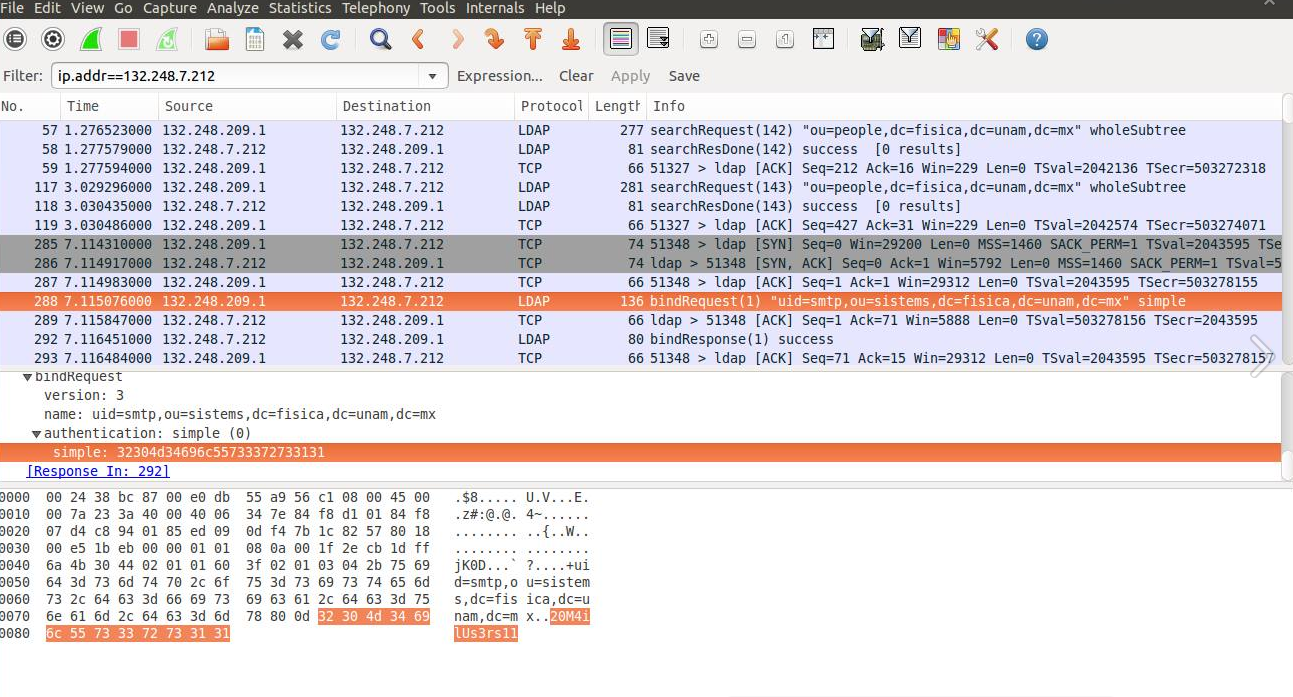 File Edit View Go Capture Analyze Statistics Telephony Tools Internals Help
Filter: ip.addr==132.248.7.212 Expression... Clear Apply Save
No. Time Source Destination Protocol Length Info
57 1.276523000 132.248.209.1 132.248.7.212 LDAP 277 searchRequest(142) "ou=people,dc=fisica,dc=unam,dc=mx" wholeSubtree
58 1.277579000 132.248.7.212 132.248.209.1 LDAP 81 searchResDone(142) success [0 results]
59 1.277594000 132.248.209.1 132.248.7.212 TCP 66 51327 > ldap [ACK] Seq=212 Ack=16 Win=229 Len=0 TSval=2042136 TSecr=503272318
117 3.029296000 132.248.209.1 132.248.7.212 LDAP 281 searchRequest(143) "ou=people,dc=fisica,dc=unam,dc=mx" wholeSubtree
118 3.030435000 132.248.7.212 132.248.209.1 LDAP 81 searchResDone(143) success [0 results]
119 3.030486000 132.248.209.1 132.248.7.212 TCP 66 51327 > ldap [ACK] Seq=427 Ack=31 Win=229 Len=0 TSval=2042574 TSecr=503274071
285 7.114310000 132.248.209.1 132.248.7.212 TCP 74 51348 > ldap [SYN] Seq=0 Win=29200 Len=0 MSS=1460 SACK_PERM=1 TSval=2043595 TSe
286 7.114917000 132.248.7.212 132.248.209.1 TCP 74 ldap > 51348 [SYN, ACK] Seq=0 Ack=1 Win=5792 Len=0 MSS=1460 SACK_PERM=1 TSval=5
287 7.114983000 132.248.209.1 132.248.7.212 TCP 66 51348 > ldap [ACK] Seq=1 Ack=1 Win=29312 Len=0 TSval=2043595 TSecr=503278155
288 7.115076000 132.248.209.1 132.248.7.212 LDAP 136 bindRequest(1) "uid=smtp,ou=sistems,dc=fisica,dc=unam,dc=mx" simple
289 7.115847000 132.248.7.212 132.248.209.1 TCP 66 ldap > 51348 [ACK] Seq=1 Ack=71 Win=5888 Len=0 TSval=503278156 TSecr=2043595
292 7.116451000 132.248.7.212 132.248.209.1 LDAP 80 bindResponse(1) success
293 7.116484000 132.248.209.1 132.248.7.212 TCP 66 51348 > ldap [ACK] Seq=71 Ack=15 Win=29312 Len=0 TSval=2043595 TSecr=503278157
bindRequest
version: 3
name: uid=smtp,ou=sistems,dc=fisica,dc=unam,dc=mx
authentication: simple (0)
simple: 32304d34696c55733372733131
[Response In: 292]
0000 00 24 38 bc 87 00 e0 db 55 a9 56 c1 08 00 45 00 .$8..... U.V...E.
0010 00 7a 23 3a 40 00 40 06 34 7e 84 f8 d1 01 84 f8 .z#:@.@. 4~......
0020 07 d4 c8 94 01 85 ed 09 0d f4 7b 1c 82 57 80 18 ........ ..{..W..
0030 00 e5 1b eb 00 00 01 01 08 0a 00 1f 2e cb 1d ff ........ ........
0040 6a 4b 30 44 02 01 01 60 3f 02 01 03 04 2b 75 69 jK0D...` ?....+ui
0050 64 3d 73 6d 74 70 2c 6f 75 3d 73 69 73 74 65 6d d=smtp,o u=sistem
0060 73 2c 64 63 3d 66 69 73 69 63 61 2c 64 63 3d 75 s,dc=fis ica,dc=u
0070 6e 61 6d 2c 64 63 3d 6d 78 80 0d 32 30 4d 34 69 nam,dc=m x..20M4i
0080 6c 55 73 33 72 73 31 31 lUs3rs11